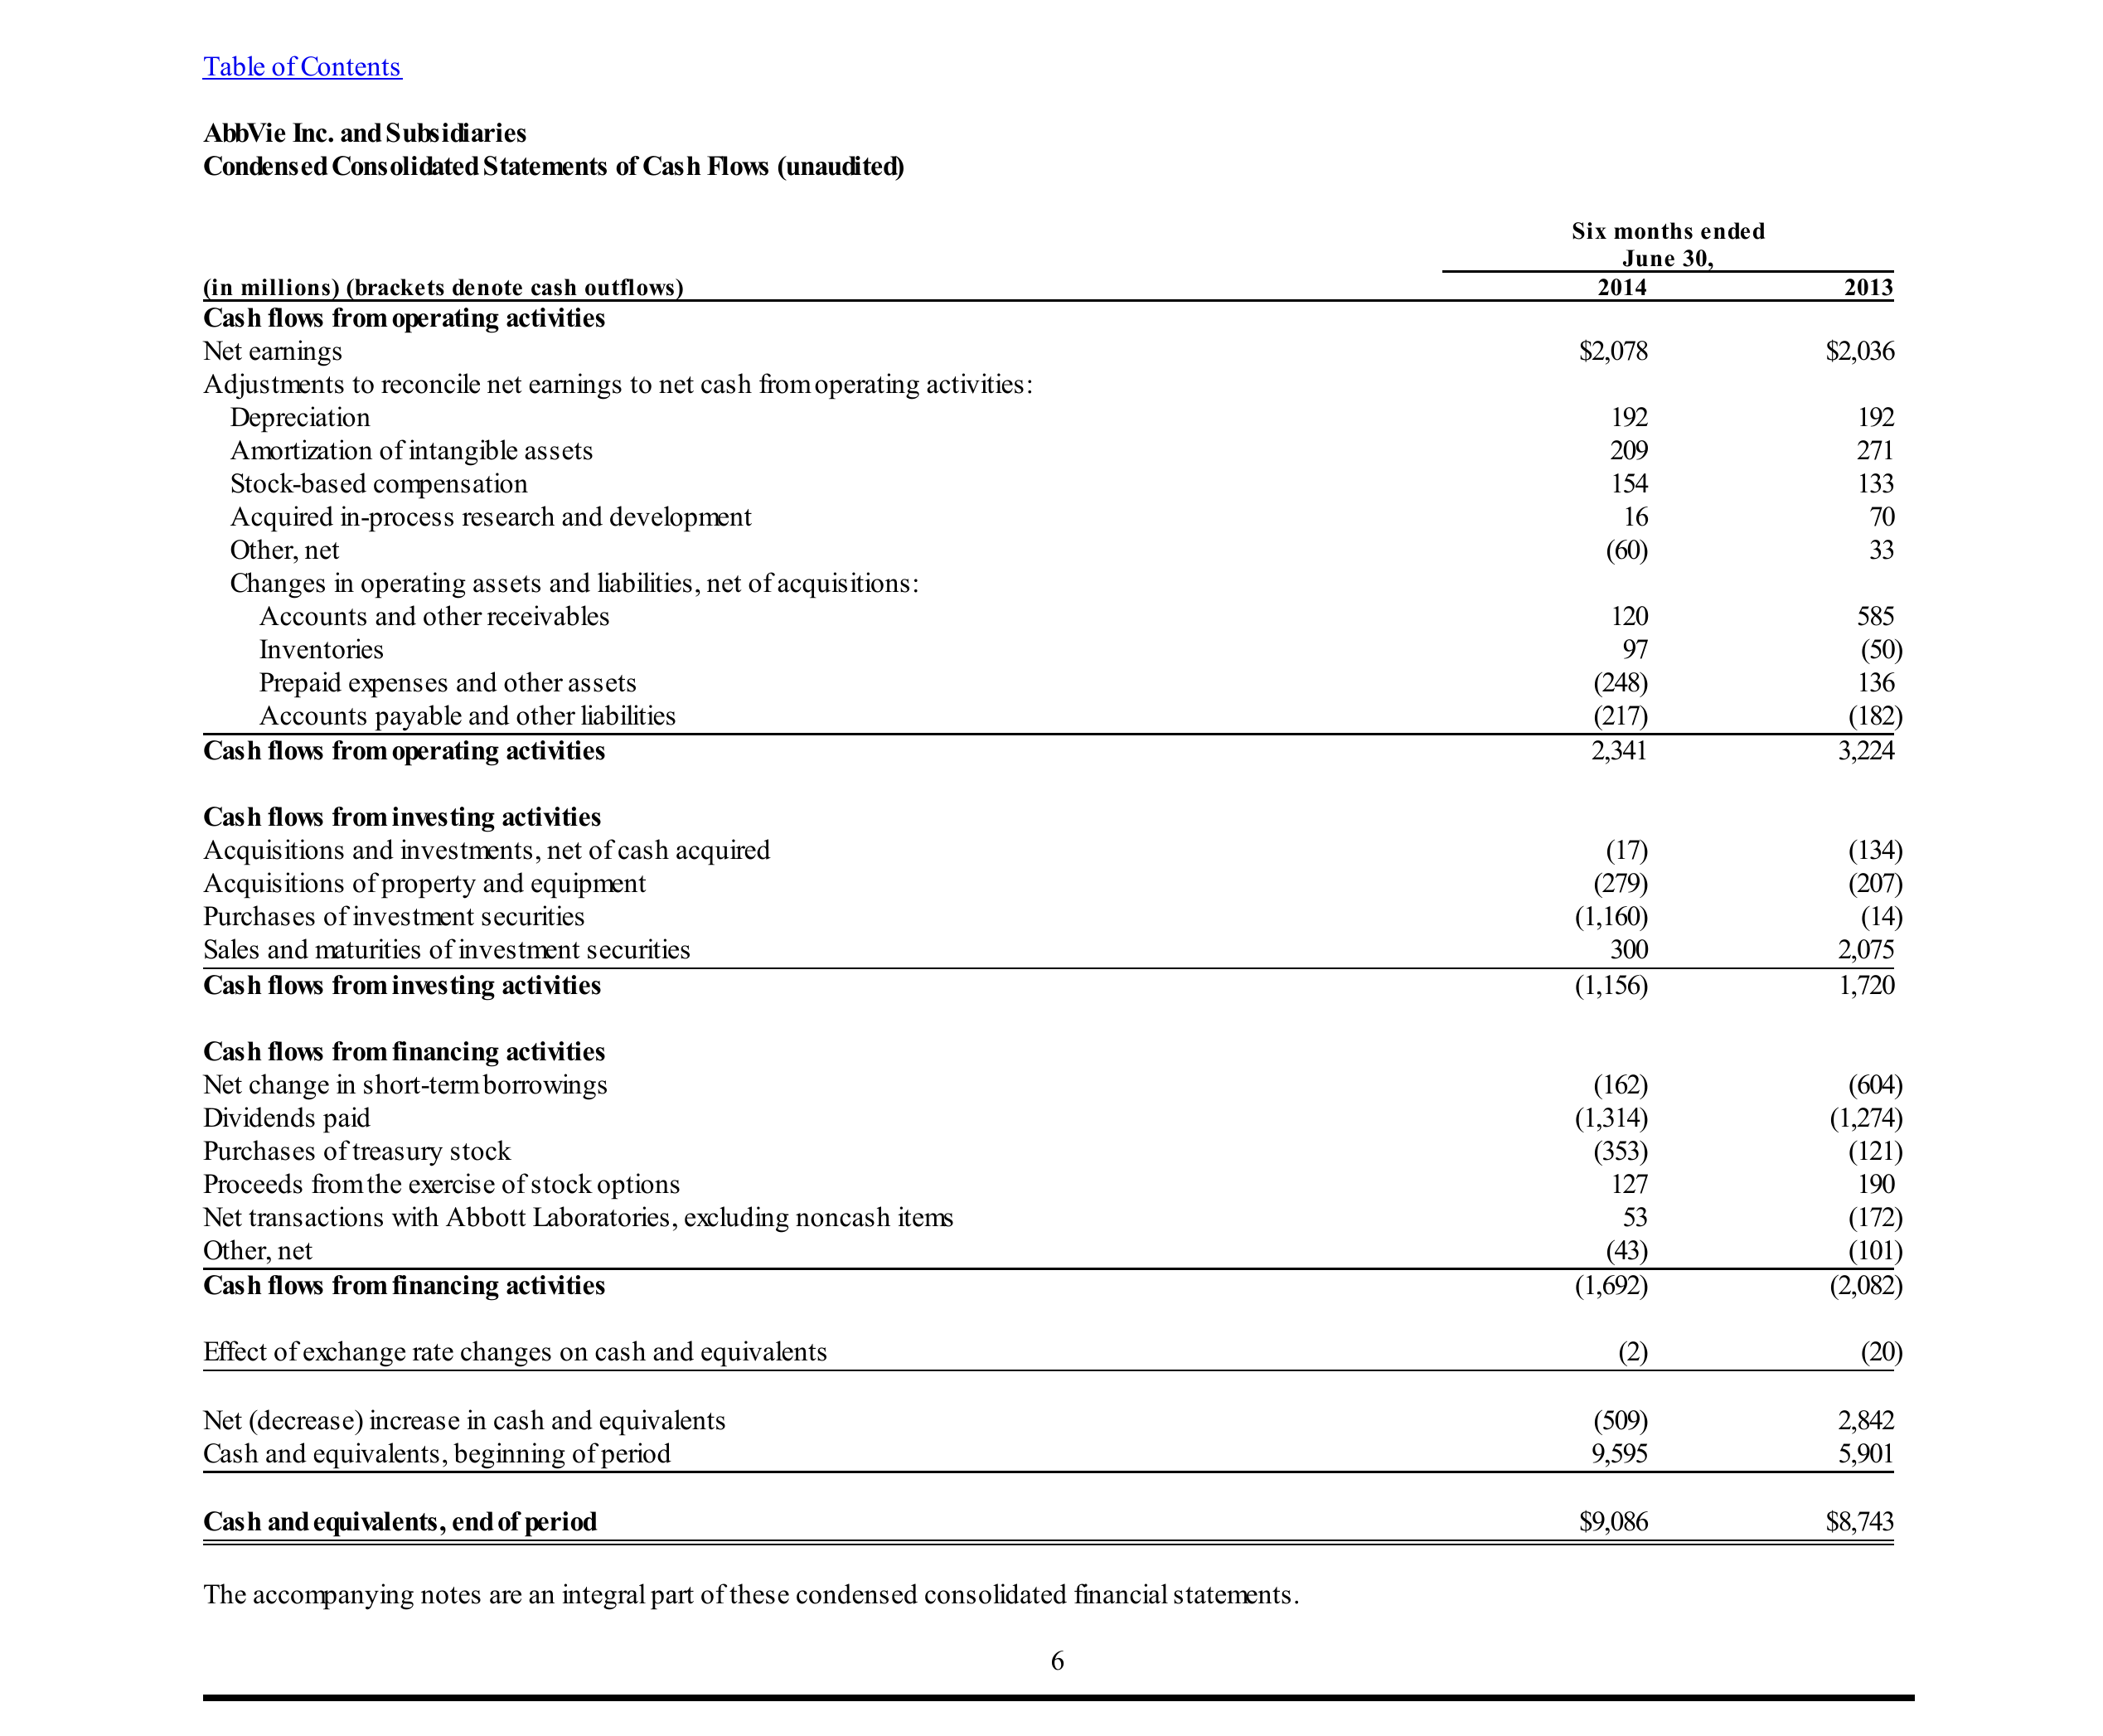 Table of Contents
AbbVie Inc. and Subsidiaries
Condensed Consolidated Statements of Cash Flows (unaudited)
Six months ended
June 30,
(in millions) (brackets denote cash outflows) 2014 2013
Cash flows from operating activities
Net earnings $2,078 $2,036
Adjustments to reconcile net earnings to net cash from operating activities:
Depreciation 192 192
Amortization of intangible assets 209 271
Stock-based compensation 154 133
Acquired in-process research and development 16 70
Other, net (60) 33
Changes in operating assets and liabilities, net of acquisitions:
Accounts and other receivables 120 585
Inventories 97 (50)
Prepaid expenses and other assets (248) 136
Accounts payable and other liabilities (217) (182)
Cash flows from operating activities 2,341 3,224
Cash flows from investing activities
Acquisitions and investments, net of cash acquired (17) (134)
Acquisitions of property and equipment (279) (207)
Purchases of investment securities (1,160) (14)
Sales and maturities of investment securities 300 2,075
Cash flows from investing activities (1,156) 1,720
Cash flows from financing activities
Net change in short-term borrowings (162) (604)
Dividends paid (1,314) (1,274)
Purchases of treasury stock (353) (121)
Proceeds from the exercise of stock options 127 190
Net transactions with Abbott Laboratories, excluding noncash items 53 (172)
Other, net (43) (101)
Cash flows from financing activities (1,692) (2,082)
Effect of exchange rate changes on cash and equivalents (2) (20)
Net (decrease) increase in cash and equivalents (509) 2,842
Cash and equivalents, beginning of period 9,595 5,901
Cash and equivalents, end of period $9,086 $8,743
The accompanying notes are an integral part of these condensed consolidated financial statements.
6